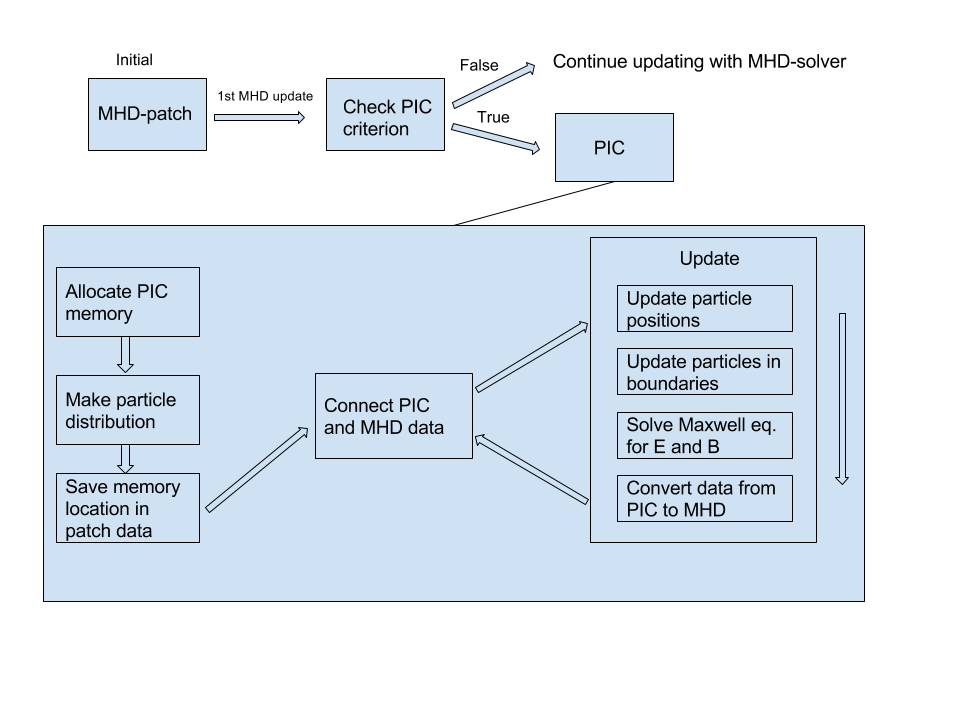 Initial
MHD-patch
1st MHD update
Check PIC
criterion
False
True
Continue updating with MHD-solver
PIC
Allocate PIC
memory
Make particle
distribution
Save memory
location in
patch data
Connect PIC
and MHD data
Update
Update particle
positions
Update particles in
boundaries
Solve Maxwell eq.
for E and B
Convert data from
PIC to MHD